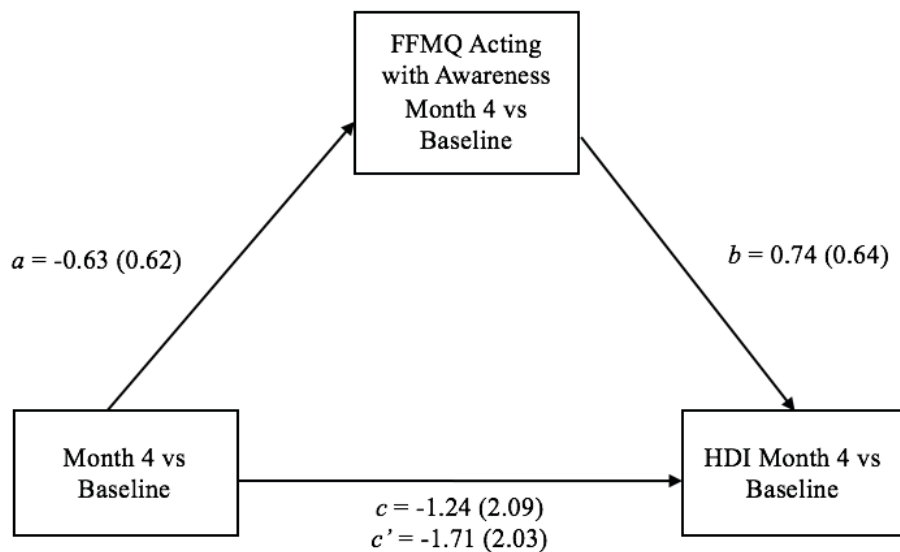 FFMQ Acting
with Awareness
Month 4 vs
Baseline
a = -0.63 (0.62)
b = 0.74 (0.64)
Month 4 vs
Baseline
HDI Month 4 vs
Baseline
c = -1.24 (2.09)
c’ = -1.71 (2.03)